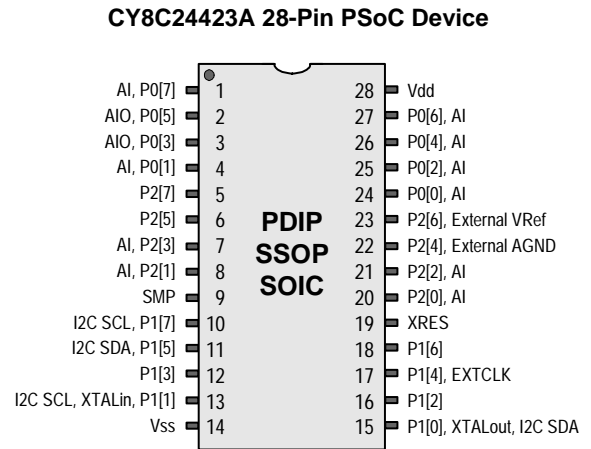 CY8C24423A 28-Pin PSoC Device
AI, P0[7] 1 28 Vdd
AIO, P0[5] 2 27 P0[6], AI
AIO, P0[3] 3 26 P0[4], AI
AI, P0[1] 4 25 P0[2], AI
P2[7] 5 24 P0[0], AI
P2[5] 6 PDIP 23 P2[6], External VRef
AI, P2[3] 7 SSOP 22 P2[4], External AGND
AI, P2[1] 8 SOIC 21 P2[2], AI
SMP 9 20 P2[0], AI
I2C SCL, P1[7] 10 19 XRES
I2C SDA, P1[5] 11 18 P1[6]
P1[3] 12 17 P1[4], EXTCLK
I2C SCL, XTALin, P1[1] 13 16 P1[2]
Vss 14 15 P1[0], XTALout, I2C SDA